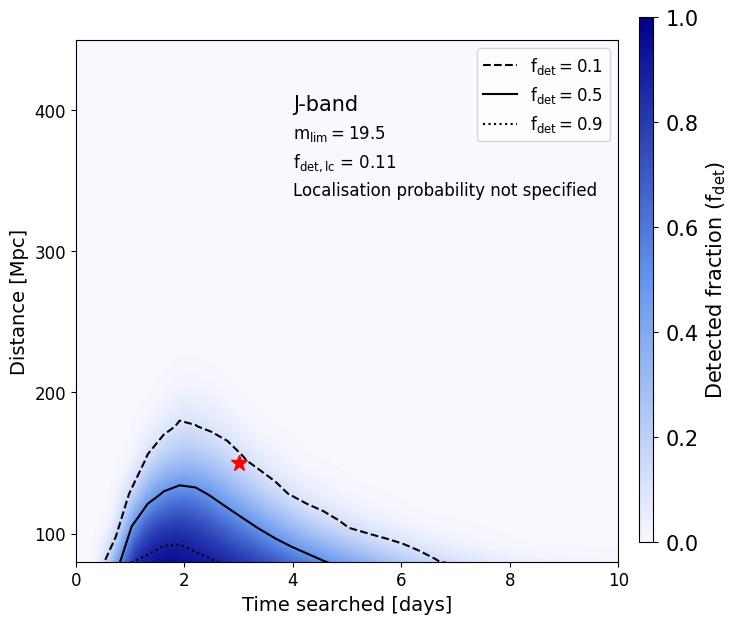 J-band
m_lim = 19.5
f_det,lc = 0.11
Localisation probability not specified
f_det = 0.1
f_det = 0.5
f_det = 0.9
400
300
200
100
Distance [Mpc]
0 2 4 6 8 10
Time searched [days]
1.0
0.8
0.6
0.4
0.2
0.0
Detected fraction (f_det)